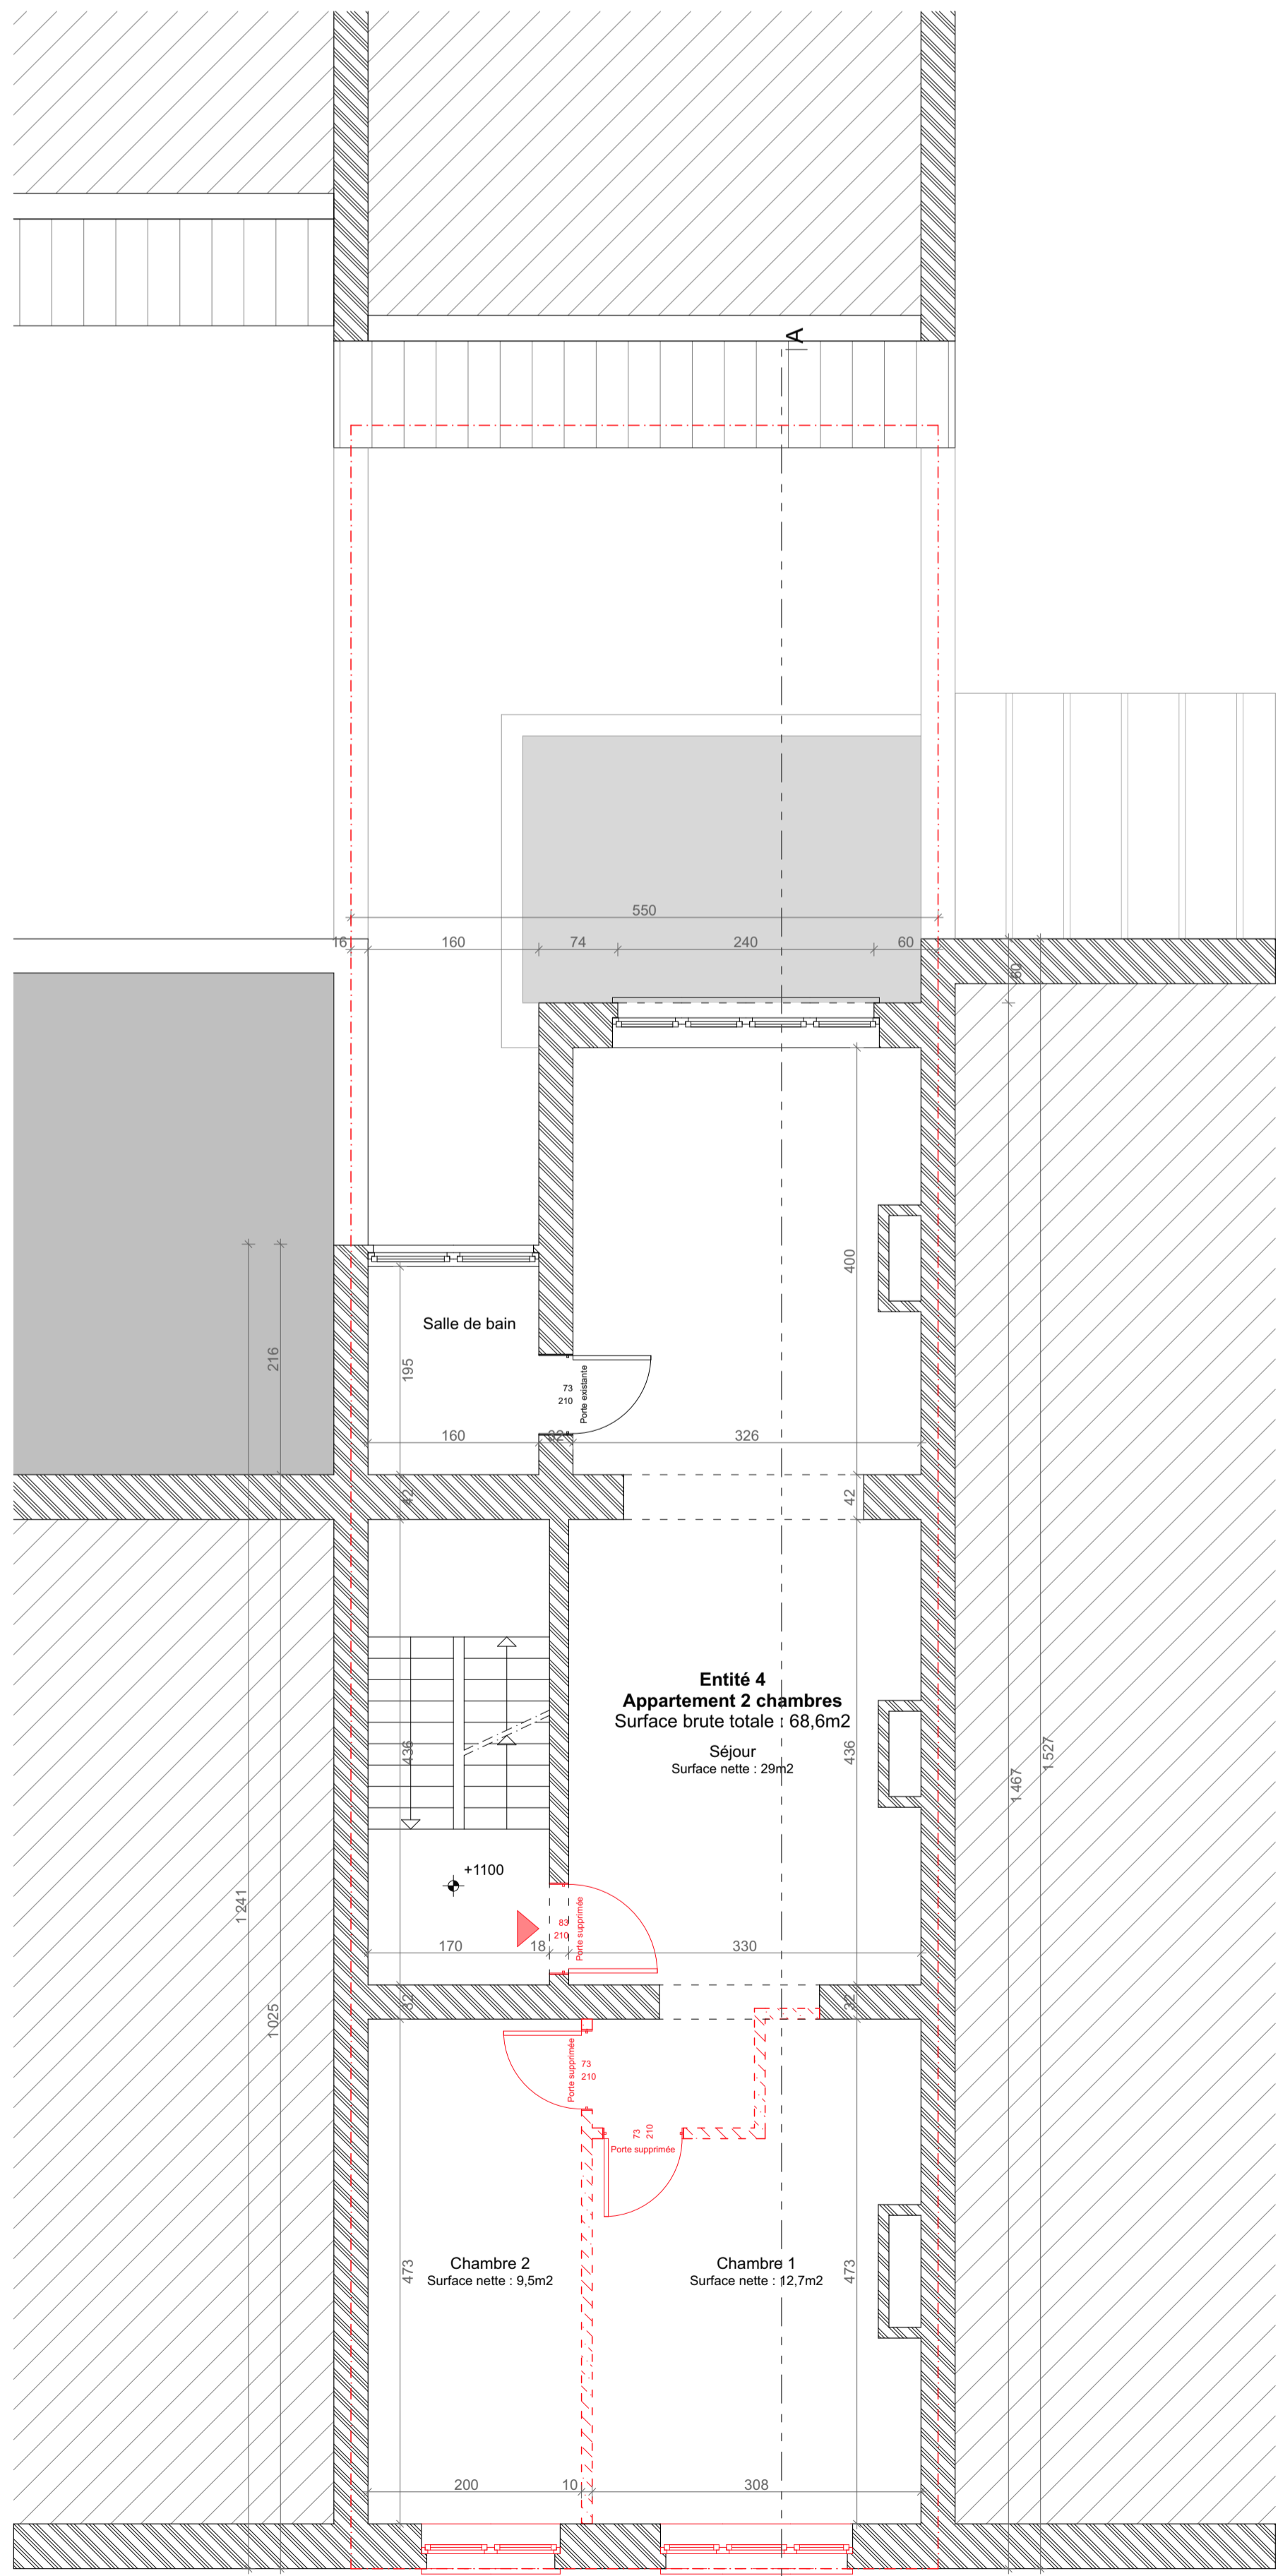 A
550
16
160
74
240
60
60
400
Salle de bain
216
195
73
210
Porte existante
160
32
326
42
42
Entité 4
Appartement 2 chambres
Surface brute totale : 68,6m2
Séjour
Surface nette : 29m2
436
436
1 527
1 467
+1100
1 241
83
210
Porte supprimée
170
18
330
32
32
1 025
Porte supprimée
73
210
73
210
Porte supprimée
Chambre 2
Surface nette : 9,5m2
Chambre 1
Surface nette : 12,7m2
473
473
200
10
308